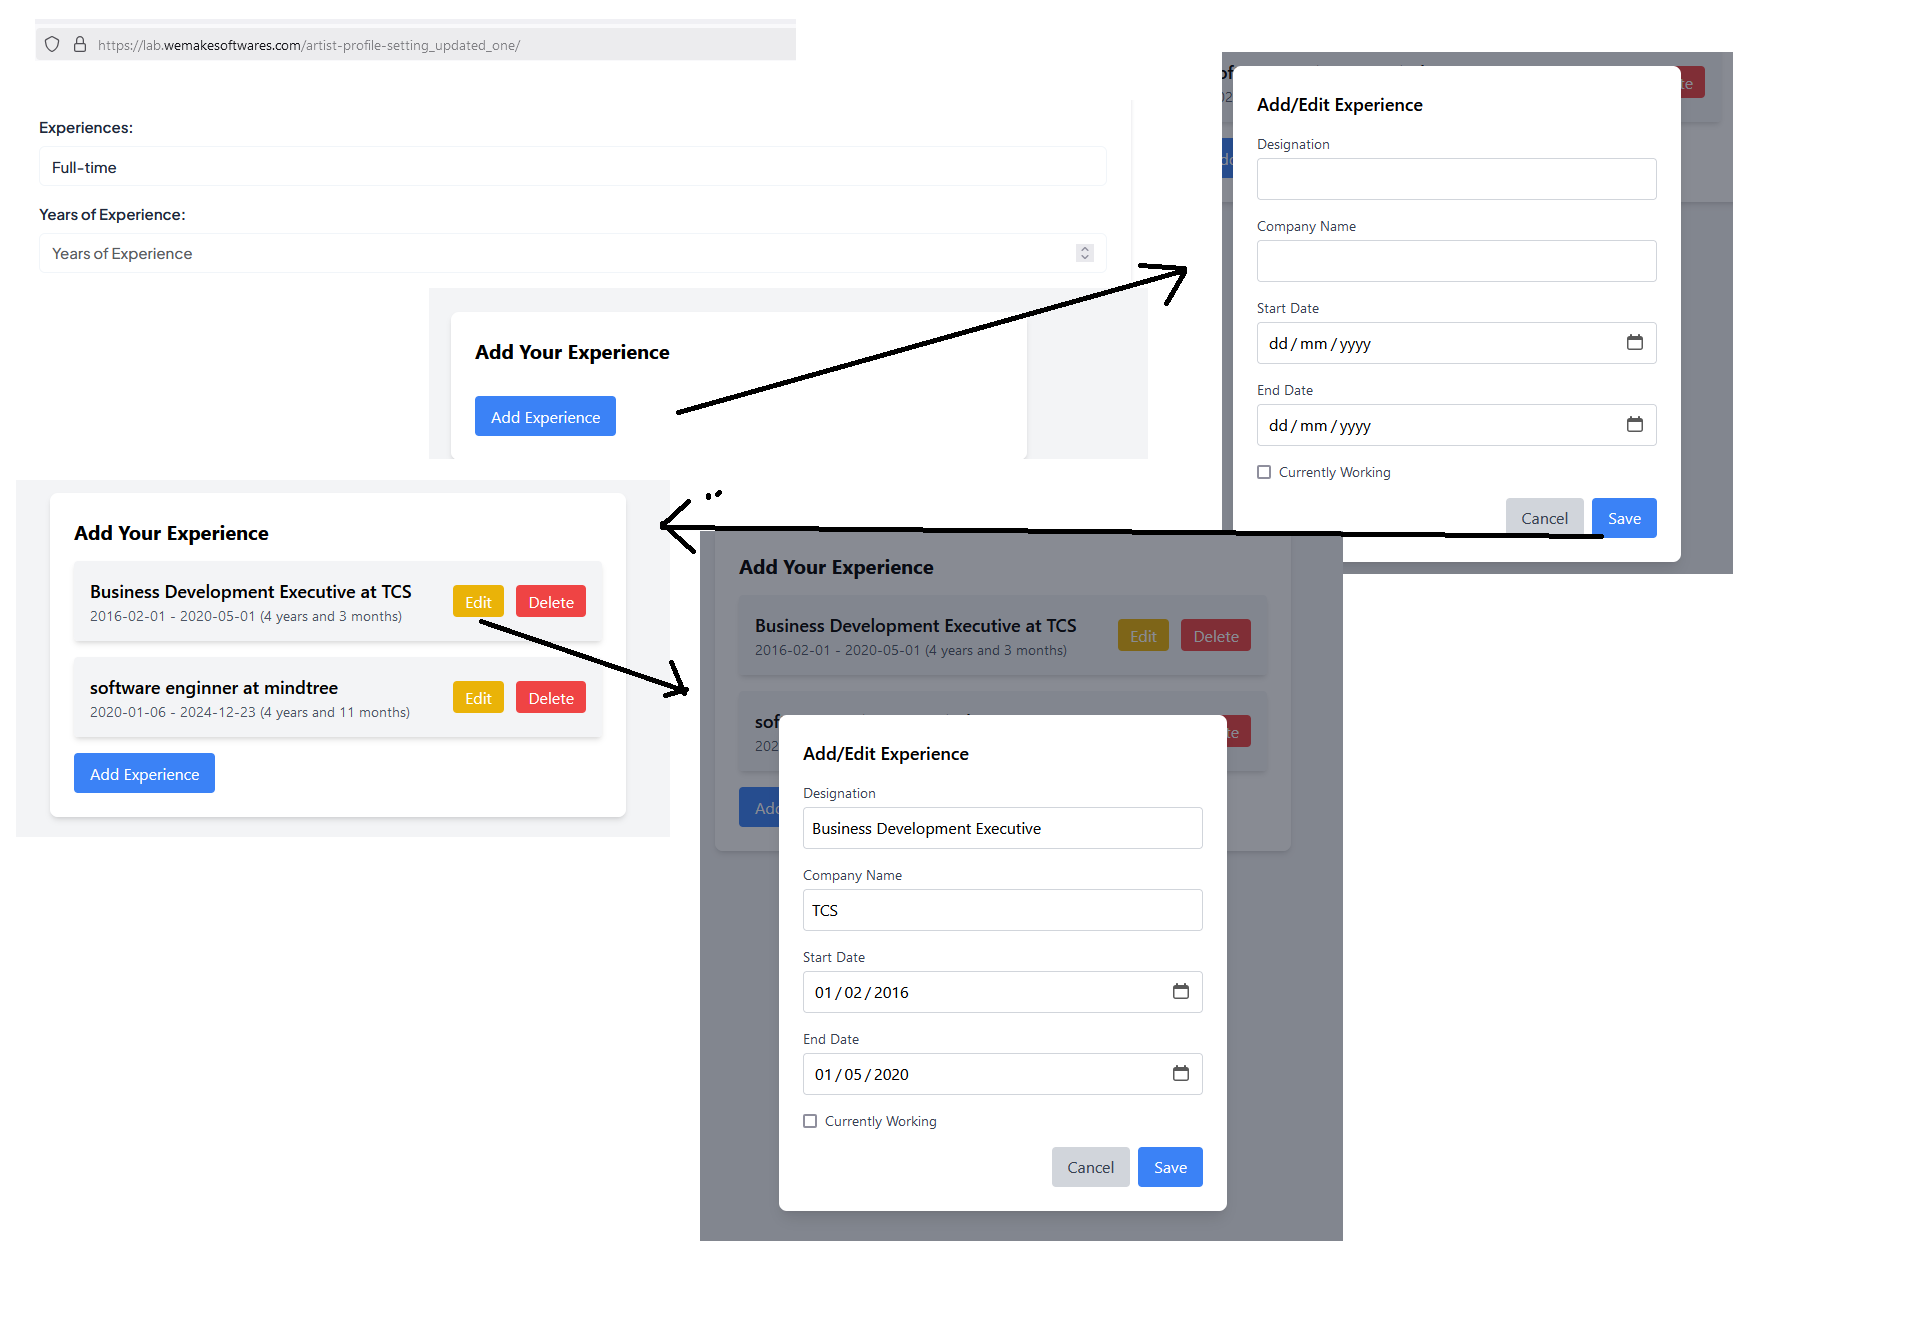 https://lab.wemakesoftwares.com/artist-profile-setting_updated_one/
Experiences:
Full-time
Years of Experience:
Years of Experience
Add Your Experience
Add Experience
Add/Edit Experience
Designation
Company Name
Start Date
dd/mm/yyyy
End Date
dd/mm/yyyy
Currently Working
Cancel Save
Add Your Experience
Business Development Executive at TCS
2016-02-01 - 2020-05-01 (4 years and 3 months)
Edit Delete
software enginner at mindtree
2020-01-06 - 2024-12-23 (4 years and 11 months)
Edit Delete
Add Experience
Add Your Experience
Business Development Executive at TCS
2016-02-01 - 2020-05-01 (4 years and 3 months)
Edit Delete
Add/Edit Experience
Designation
Business Development Executive
Company Name
TCS
Start Date
01/02/2016
End Date
01/05/2020
Currently Working
Cancel Save